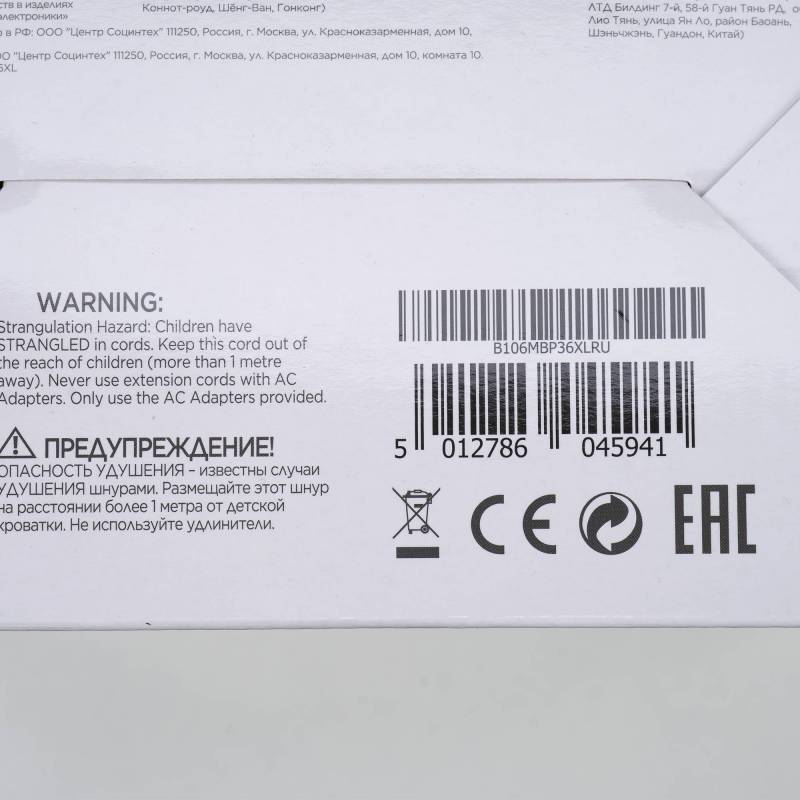 ств в изделиях
электроники»
Коннот-роуд, Шёнг-Ван, Гонконг)
ЛТД Билдинг 7-й, 58-й Гуан Тянь РД,
Лио Тянь, улица Ян Ло, район Баоань,
Шэньчжэнь, Гуандон, Китай)
в РФ: ООО "Центр Социнтех" 111250, Россия, г. Москва, ул. Красноказарменная, дом 10,
ОО "Центр Социнтех" 111250, Россия, г. Москва, ул. Красноказарменная, дом 10, комната 10.
6XL
WARNING:
Strangulation Hazard: Children have
STRANGLED in cords. Keep this cord out of
the reach of children (more than 1 metre
away). Never use extension cords with AC
Adapters. Only use the AC Adapters provided.
ПРЕДУПРЕЖДЕНИЕ!
ОПАСНОСТЬ УДУШЕНИЯ – известны случаи
УДУШЕНИЯ шнурами. Размещайте этот шнур
на расстоянии более 1 метра от детской
кроватки. Не используйте удлинители.
B106MBP36XLRU
5 012786 045941
CE EAC